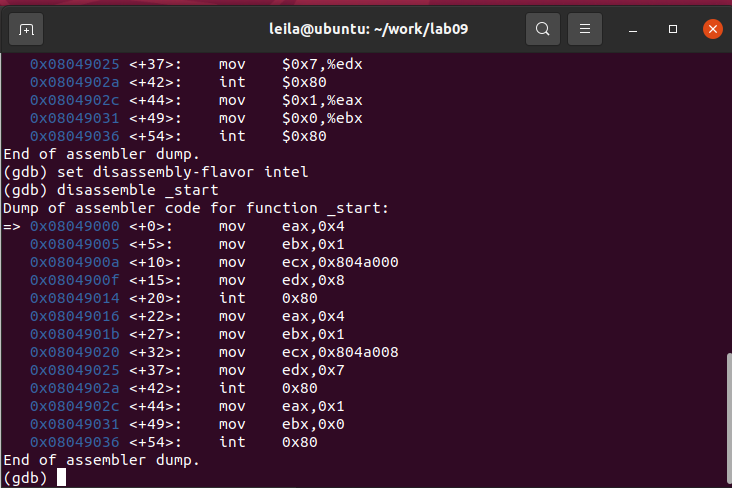 leila@ubuntu: ~/work/lab09
0x08049025 <+37>: mov $0x7,%edx
0x0804902a <+42>: int $0x80
0x0804902c <+44>: mov $0x1,%eax
0x08049031 <+49>: mov $0x0,%ebx
0x08049036 <+54>: int $0x80
End of assembler dump.
(gdb) set disassembly-flavor intel
(gdb) disassemble _start
Dump of assembler code for function _start:
=> 0x08049000 <+0>: mov eax,0x4
0x08049005 <+5>: mov ebx,0x1
0x0804900a <+10>: mov ecx,0x804a000
0x0804900f <+15>: mov edx,0x8
0x08049014 <+20>: int 0x80
0x08049016 <+22>: mov eax,0x4
0x0804901b <+27>: mov ebx,0x1
0x08049020 <+32>: mov ecx,0x804a008
0x08049025 <+37>: mov edx,0x7
0x0804902a <+42>: int 0x80
0x0804902c <+44>: mov eax,0x1
0x08049031 <+49>: mov ebx,0x0
0x08049036 <+54>: int 0x80
End of assembler dump.
(gdb)